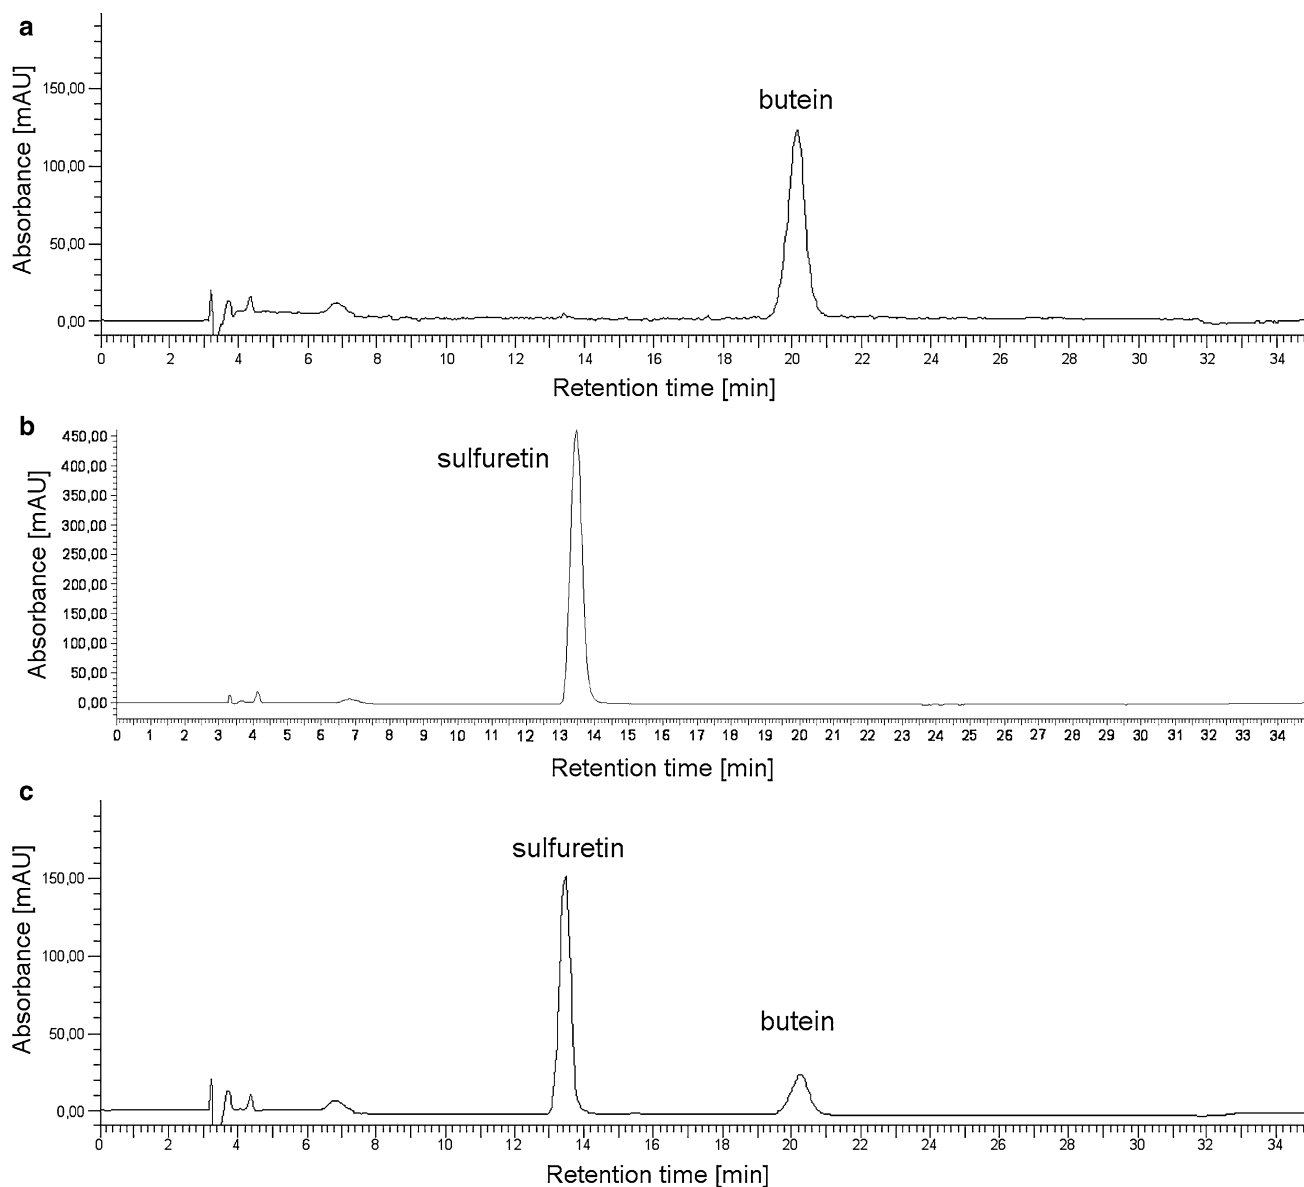 a
Absorbance [mAU]
150,00
100,00
50,00
0,00
butein
0 2 4 6 8 10 12 14 16 18 20 22 24 26 28 30 32 34
Retention time [min]
b
Absorbance [mAU]
450,00
400,00
350,00
300,00
250,00
200,00
150,00
100,00
50,00
0,00
sulfuretin
0 1 2 3 4 5 6 7 8 9 10 11 12 13 14 15 16 17 18 19 20 21 22 23 24 25 26 27 28 29 30 31 32 33 34
Retention time [min]
c
Absorbance [mAU]
150,00
100,00
50,00
0,00
sulfuretin
butein
0 2 4 6 8 10 12 14 16 18 20 22 24 26 28 30 32 34
Retention time [min]